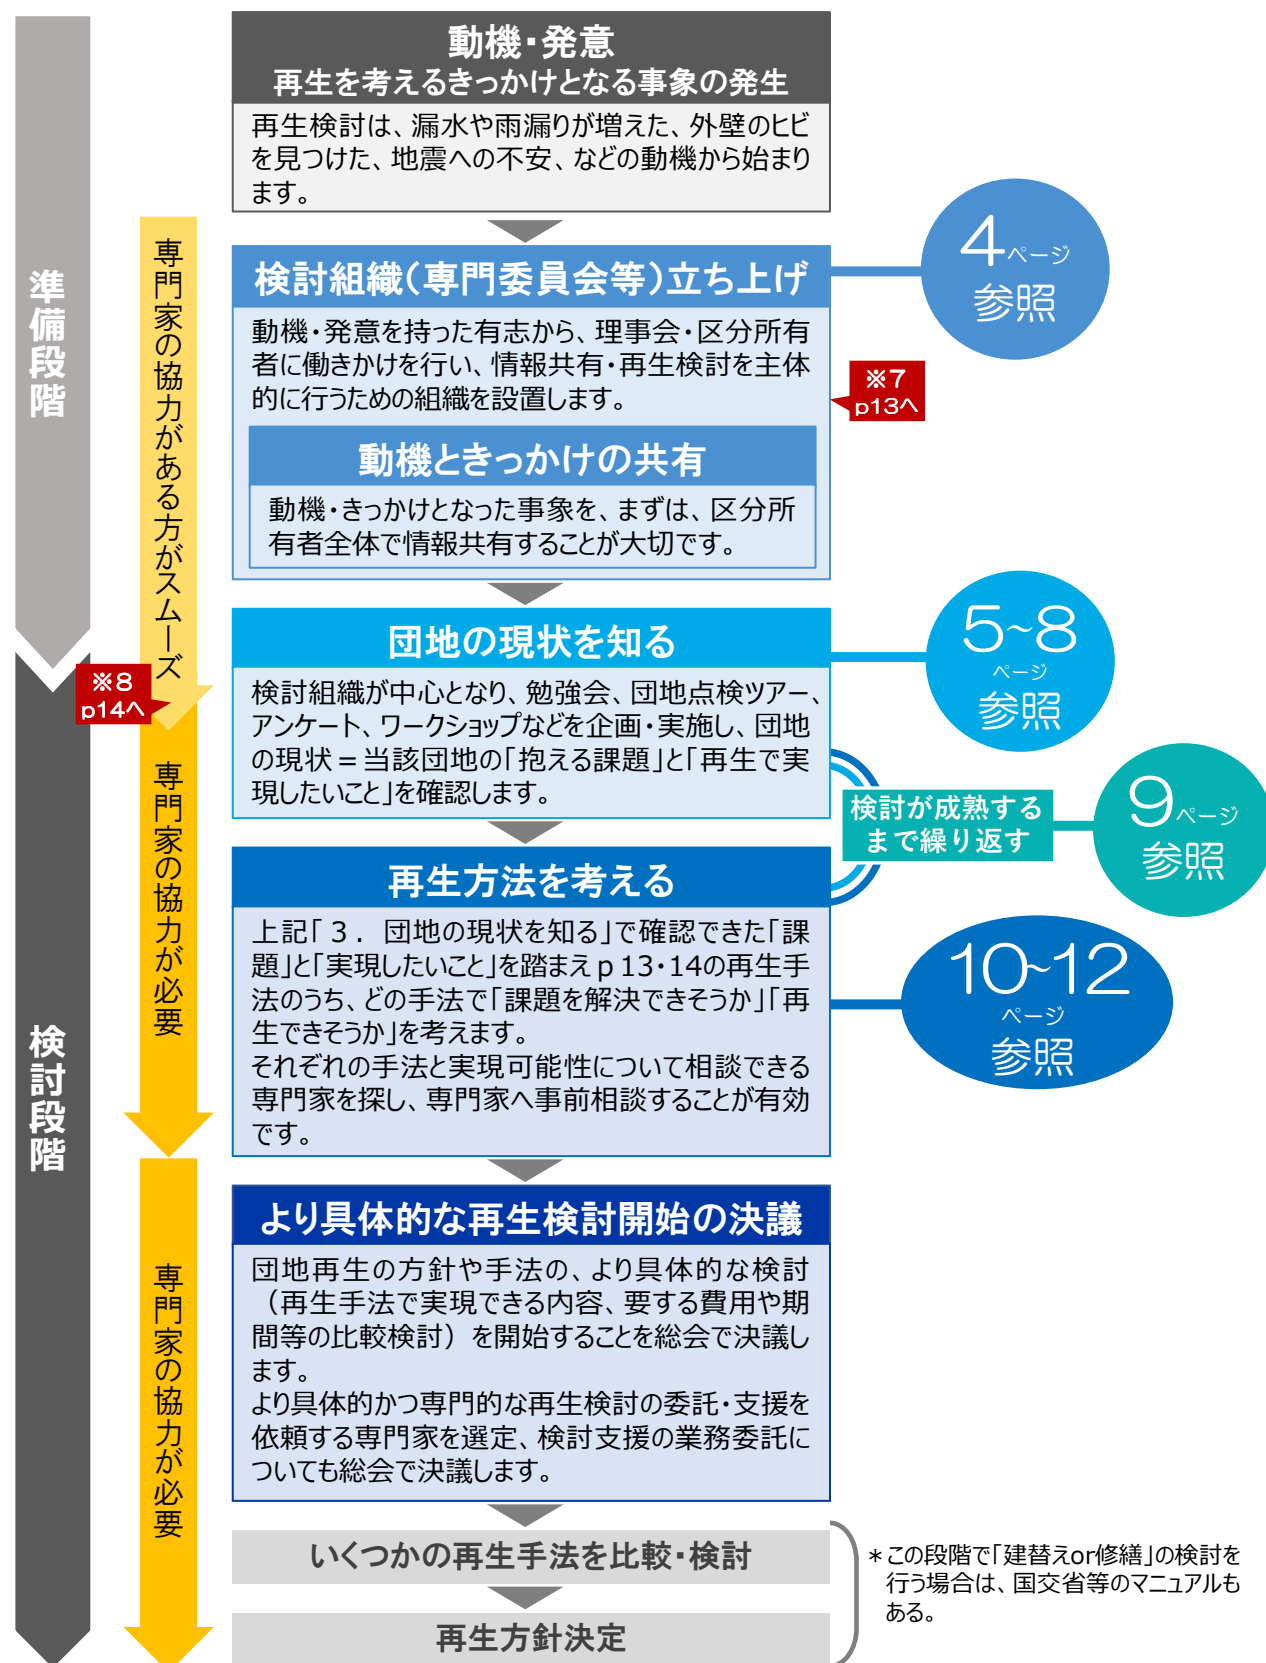 動機・発意
再生を考えるきっかけとなる事象の発生
再生検討は、漏水や雨漏りが増えた、外壁のヒビ
を見つけた、地震への不安、などの動機から始まり
ます。
準備段階
専門家の協力がある方がスムーズ
検討組織（専門委員会等）立ち上げ
動機・発意を持った有志から、理事会・区分所有
者に働きかけを行い、情報共有・再生検討を主体
的に行うための組織を設置します。
4ページ
参照
※7
p13へ
動機ときっかけの共有
動機・きっかけとなった事象を、まずは、区分所
有者全体で情報共有することが大切です。
団地の現状を知る
検討組織が中心となり、勉強会、団地点検ツアー、
アンケート、ワークショップなどを企画・実施し、団地
の現状＝当該団地の「抱える課題」と「再生で実
現したいこと」を確認します。
5~8
ページ
参照
※8
p14へ
検討が成熟する
まで繰り返す
9ページ
参照
検討段階
専門家の協力が必要
再生方法を考える
上記「３．団地の現状を知る」で確認できた「課
題」と「実現したいこと」を踏まえｐ13・14の再生手
法のうち、どの手法で「課題を解決できそうか」「再
生できそうか」を考えます。
それぞれの手法と実現可能性について相談できる
専門家を探し、専門家へ事前相談することが有効
です。
10~12
ページ
参照
専門家の協力が必要
より具体的な再生検討開始の決議
団地再生の方針や手法の、より具体的な検討
（再生手法で実現できる内容、要する費用や期
間等の比較検討）を開始することを総会で決議し
ます。
より具体的かつ専門的な再生検討の委託・支援を
依頼する専門家を選定、検討支援の業務委託に
ついても総会で決議します。
いくつかの再生手法を比較・検討
再生方針決定
＊この段階で「建替えor修繕」の検討を
行う場合は、国交省等のマニュアルも
ある。